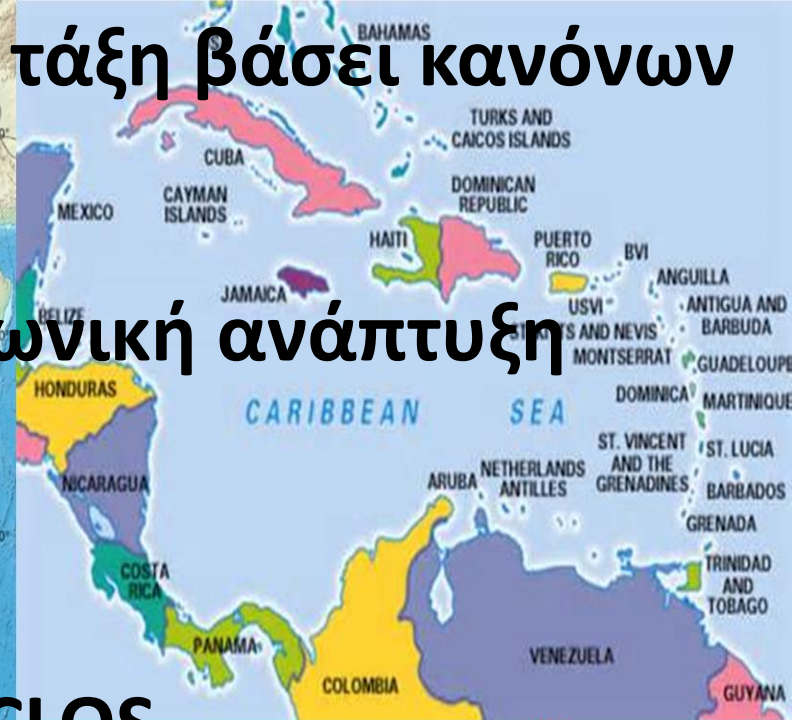 BAHAMAS
τάξη βάσει κανόνων
TURKS AND
CAICOS ISLANDS
CUBA
CAYMAN
ISLANDS
DOMINICAN
REPUBLIC
MEXICO
HAITI
PUERTO
RICO
BVI
ANGUILLA
JAMAICA
USVI
ANTIGUA AND
BARBUDA
BELIZE
ωνική ανάπτυξη
AND NEVIS
MONTSERRAT
GUADELOUPE
HONDURAS
DOMINICA
MARTINIQUE
CARIBBEAN SEA
ST. VINCENT
AND THE
GRENADINES
ST. LUCIA
NICARAGUA
ARUBA
NETHERLANDS
ANTILLES
BARBADOS
GRENADA
COSTA
RICA
TRINIDAD
AND
TOBAGO
PANAMA
VENEZUELA
COLOMBIA
GUYANA